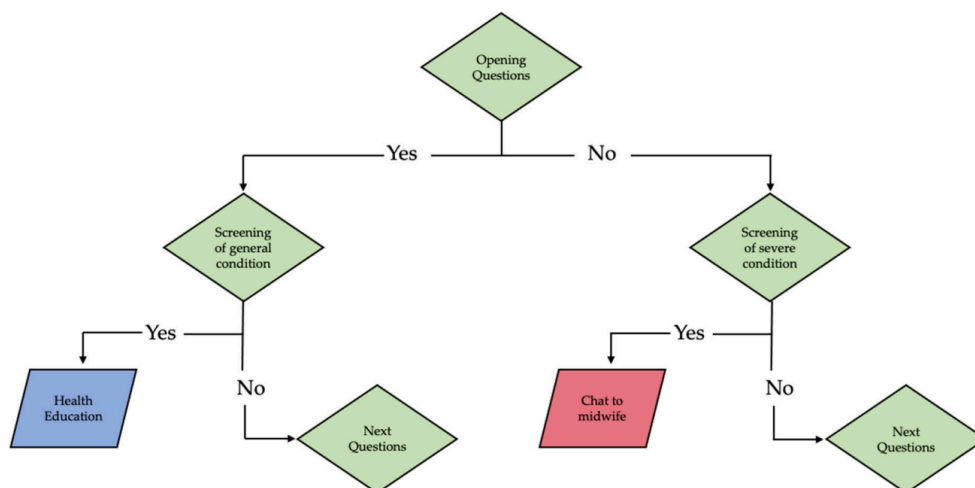 Opening
Questions
Yes
No
Screening
of general
condition
Screening
of severe
condition
Yes
Yes
No
No
Health
Education
Chat to
midwife
Next
Questions
Next
Questions